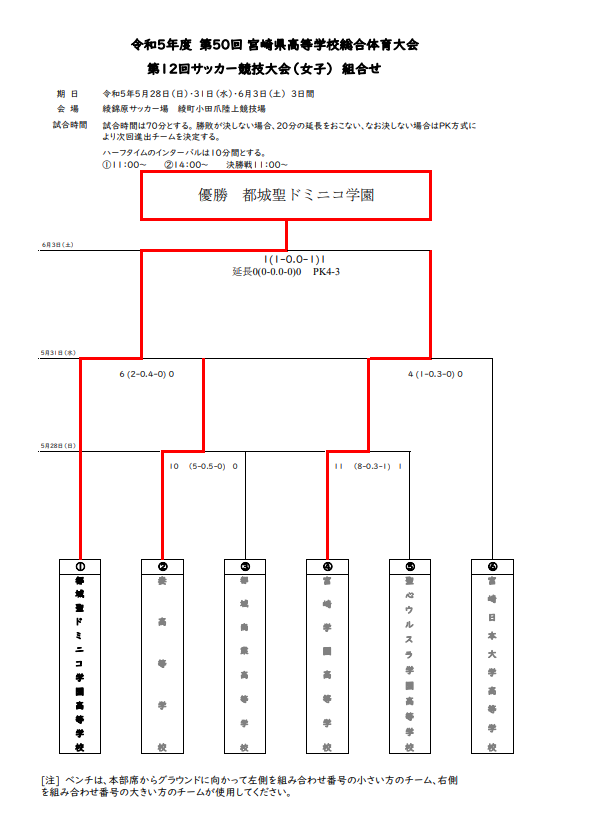 令和5年度 第50回 宮崎県高等学校総合体育大会
第12回サッカー競技大会（女子） 組合せ
期 日 令和5年5月28日（日）・31日（水）・6月3日（土） 3日間
会 場 綾錦原サッカー場 綾町小田爪陸上競技場
試合時間 試合時間は70分とする。勝敗が決しない場合、20分の延長をおこない、なお決しない場合はPK方式に
より次回進出チームを決定する。
ハーフタイムのインターバルは10分間とする。
①11:00～ ②14:00～ 決勝戦11:00～
優勝 都城聖ドミニコ学園
6月3日（土）
1(1-0.0-1)1
延長0(0-0.0-0)0 PK4-3
5月31日（水）
6 (2-0.4-0) 0
4 (1-0.3-0) 0
5月28日（日）
10 (5-0.5-0) 0
11 (8-0.3-1) 1
① 都城聖ドミニコ学園高等学校
② 高等学校
③ 都城商業高等学校
④ 宮崎学園高等学校
⑤ 聖心ウルスラ学園高等学校
⑥ 宮崎日本大学高等学校
[注] ベンチは、本部席からグラウンドに向かって左側を組み合わせ番号の小さい方のチーム、右側
を組み合わせ番号の大きい方のチームが使用してください。